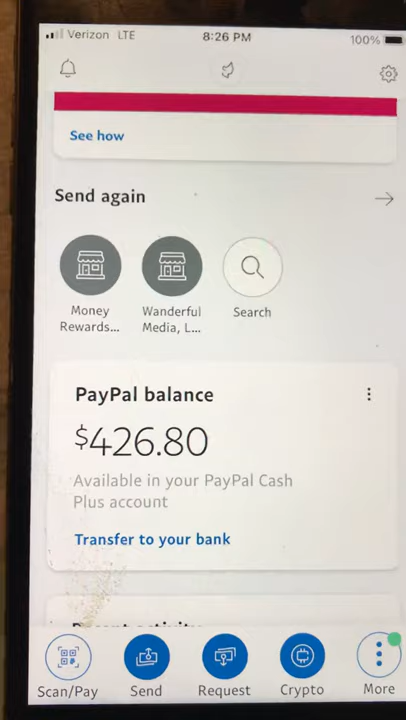 Verizon LTE 8:26 PM 100%
See how
Send again
Money
Rewards...
Wanderful
Media, L...
Search
PayPal balance
$426.80
Available in your PayPal Cash
Plus account
Transfer to your bank
Recent activity
Scan/Pay Send Request Crypto More